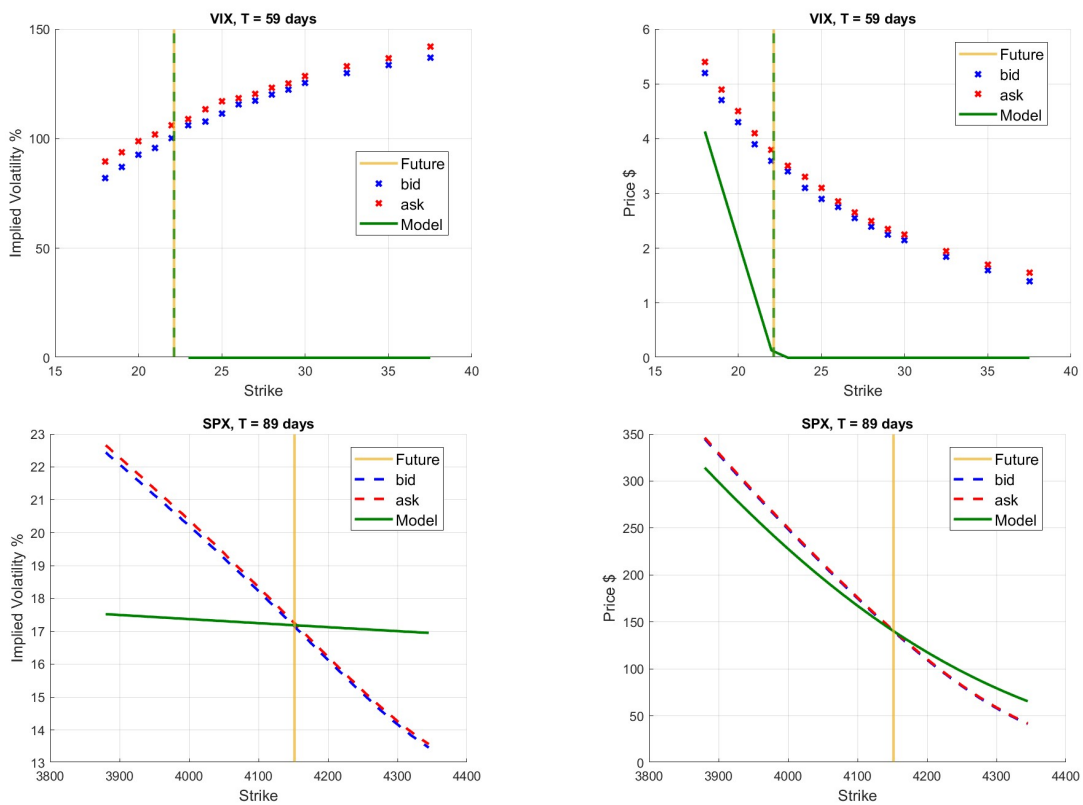 VIX, T = 59 days
150
100
50
0
15
20
25
30
35
40
Implied Volatility %
Strike
Future
bid
ask
Model
VIX, T = 59 days
6
5
4
3
2
1
0
15
20
25
30
35
40
Price $
Strike
Future
bid
ask
Model
SPX, T = 89 days
23
22
21
20
19
18
17
16
15
14
13
3800
3900
4000
4100
4200
4300
4400
Implied Volatility %
Strike
Future
bid
ask
Model
SPX, T = 89 days
350
300
250
200
150
100
50
0
3800
3900
4000
4100
4200
4300
4400
Price $
Strike
Future
bid
ask
Model